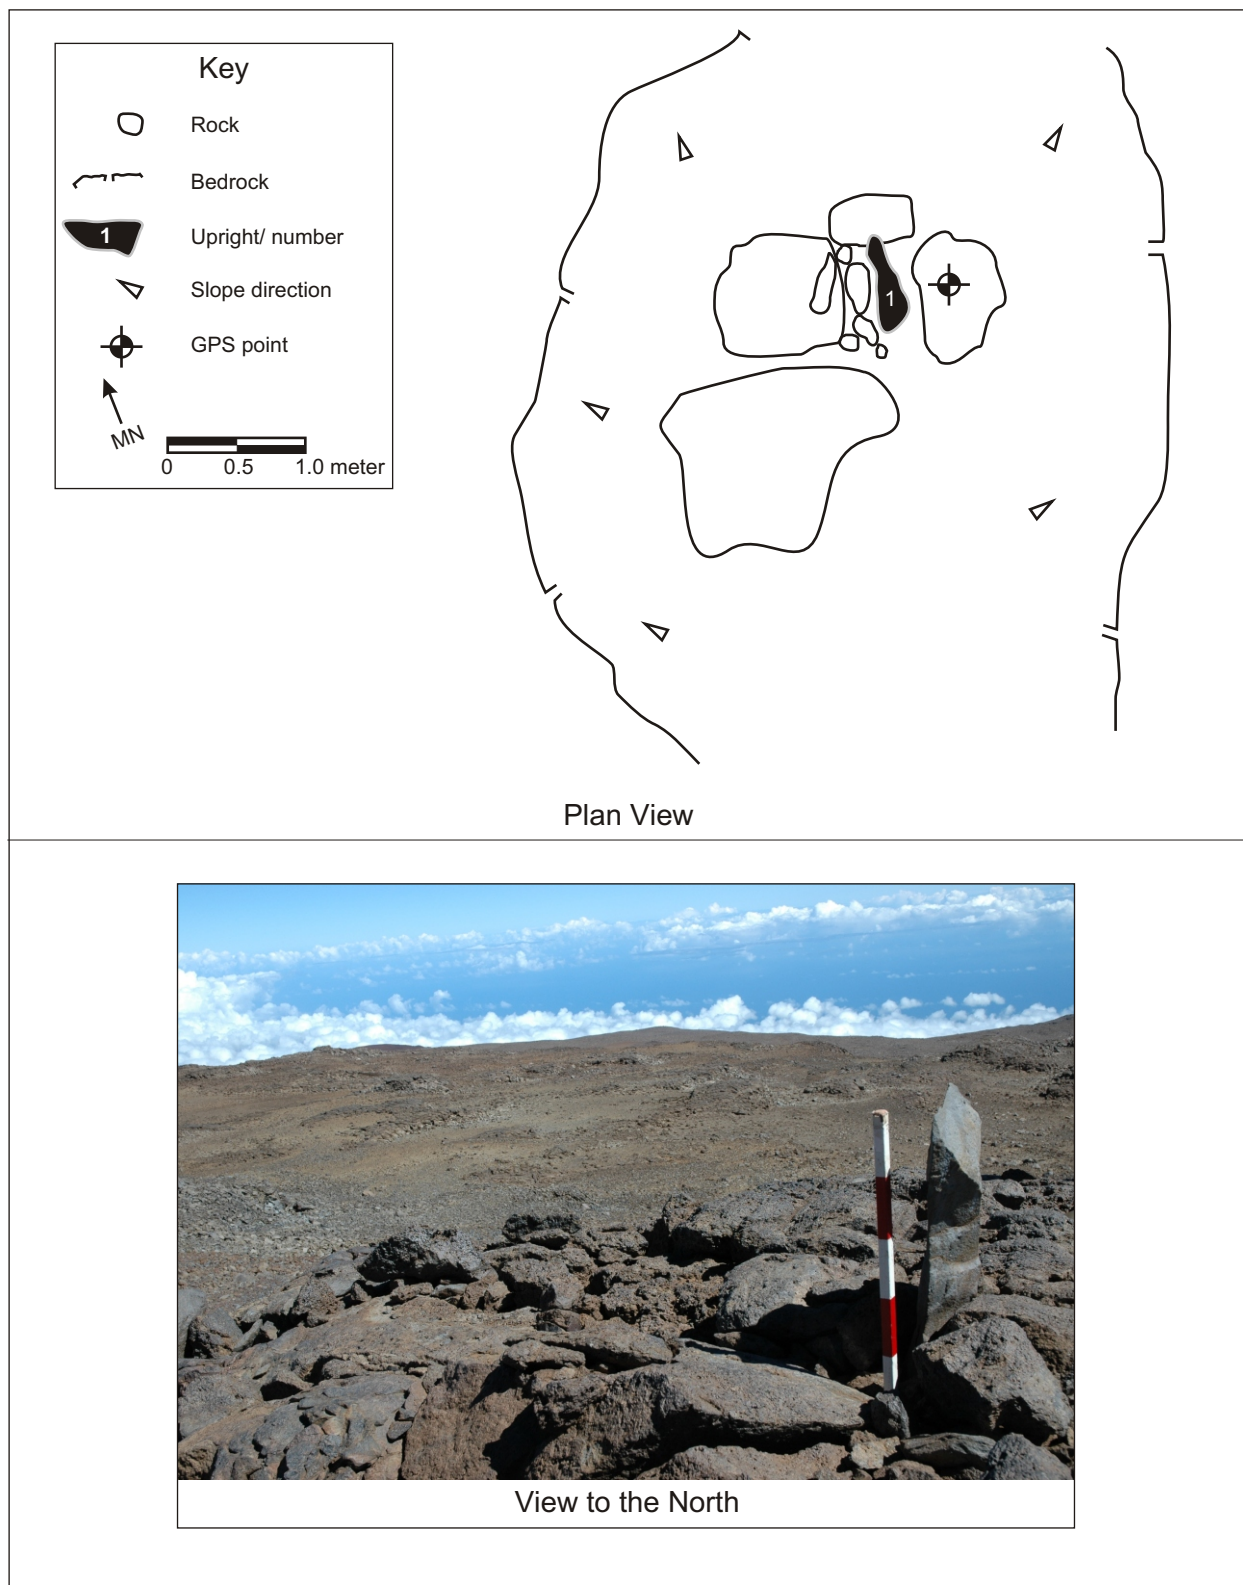 Key
Rock
Bedrock
1 Upright/ number
Slope direction
GPS point
MN
0 0.5 1.0 meter
1
Plan View
View to the North